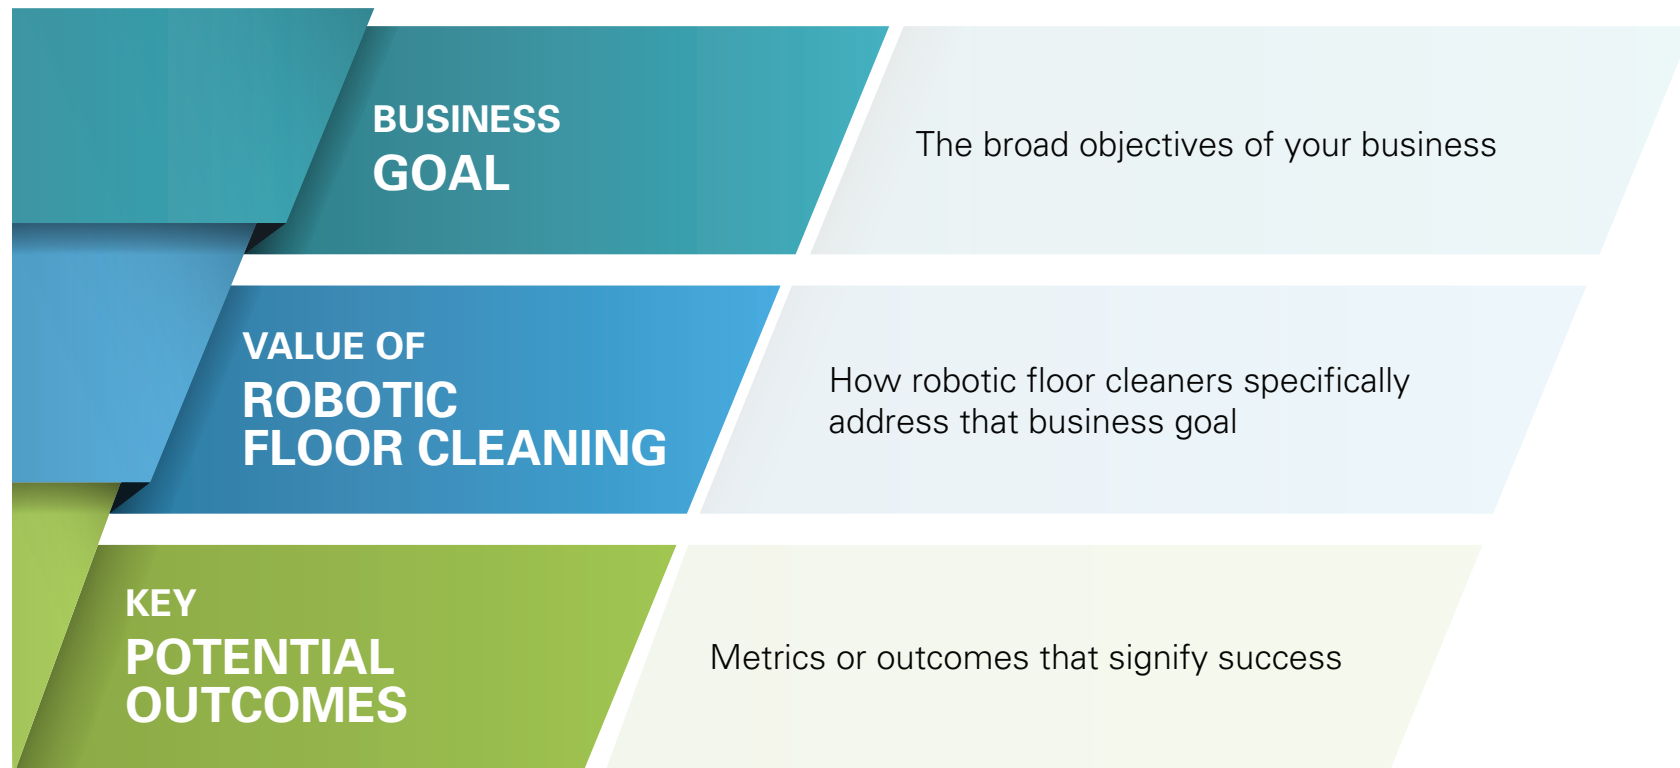 BUSINESS
GOAL
The broad objectives of your business
VALUE OF
ROBOTIC
FLOOR CLEANING
How robotic floor cleaners specifically
address that business goal
KEY
POTENTIAL
OUTCOMES
Metrics or outcomes that signify success